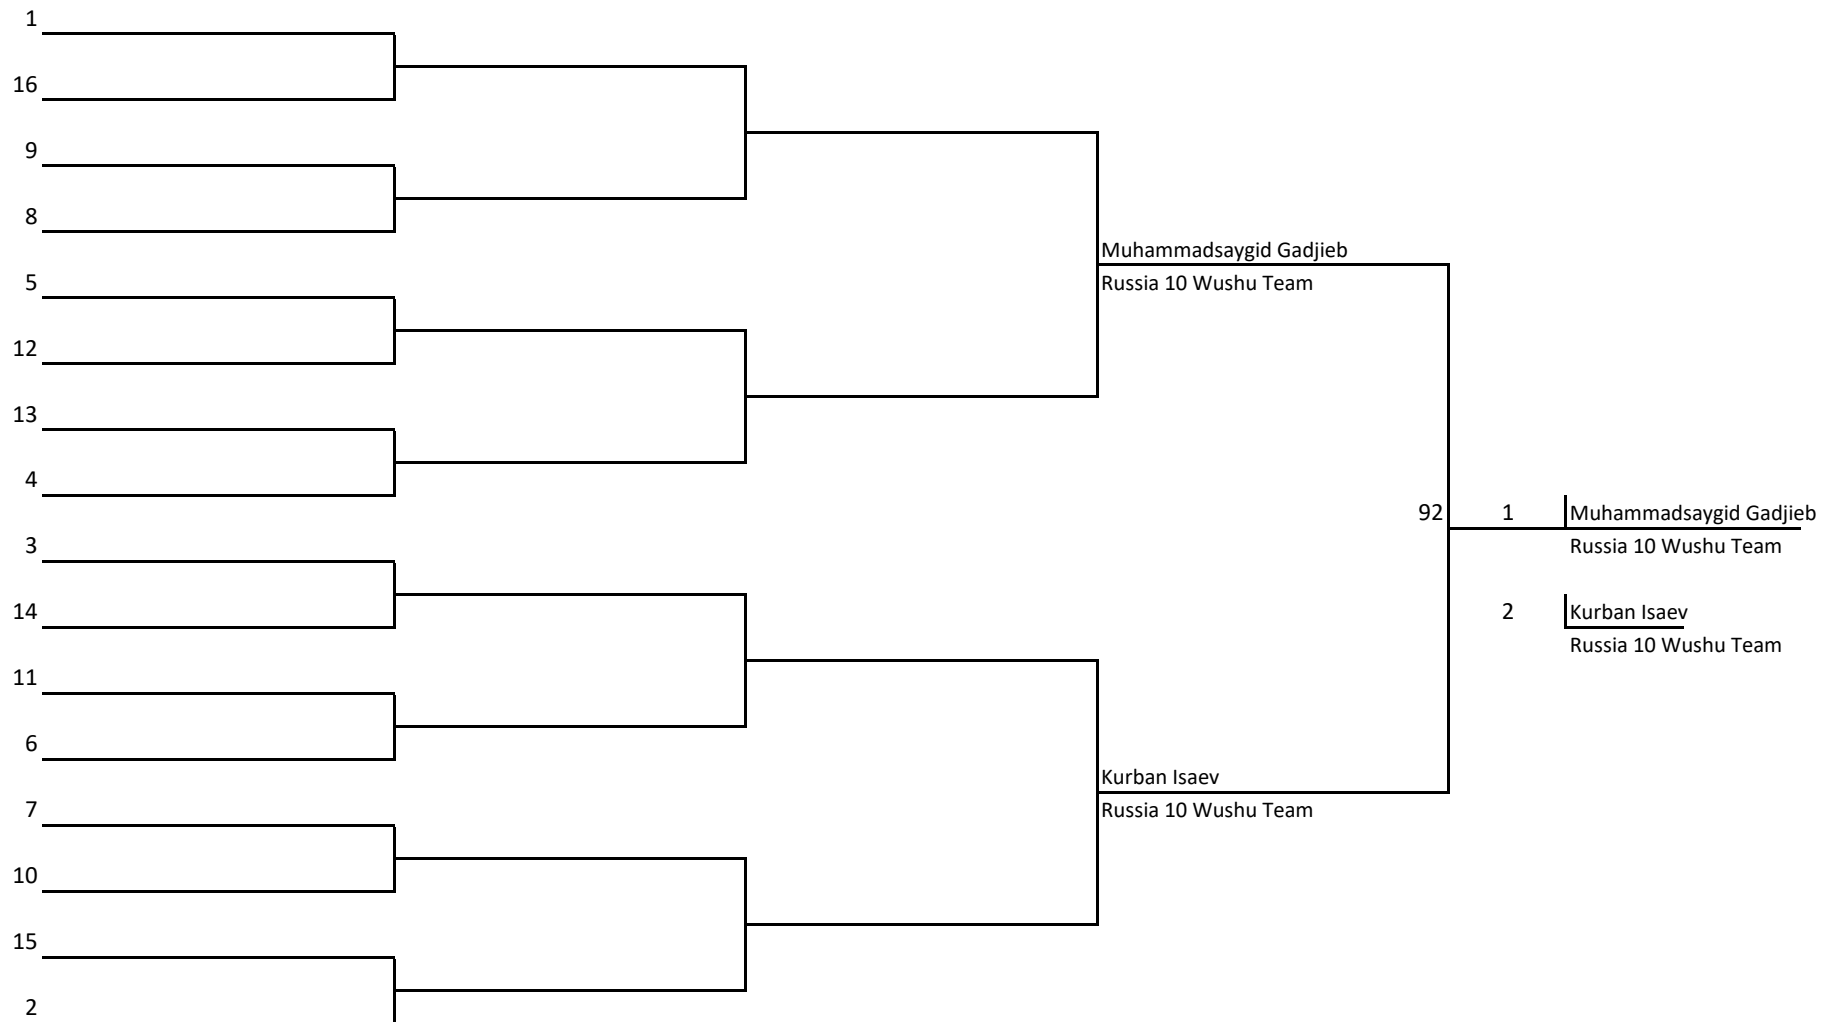 1
16
9
8
Muhammadsaygid Gadjieb
Russia 10 Wushu Team
5
12
13
4
92
1
Muhammadsaygid Gadjieb
Russia 10 Wushu Team
3
14
2
Kurban Isaev
Russia 10 Wushu Team
11
6
Kurban Isaev
Russia 10 Wushu Team
7
10
15
2